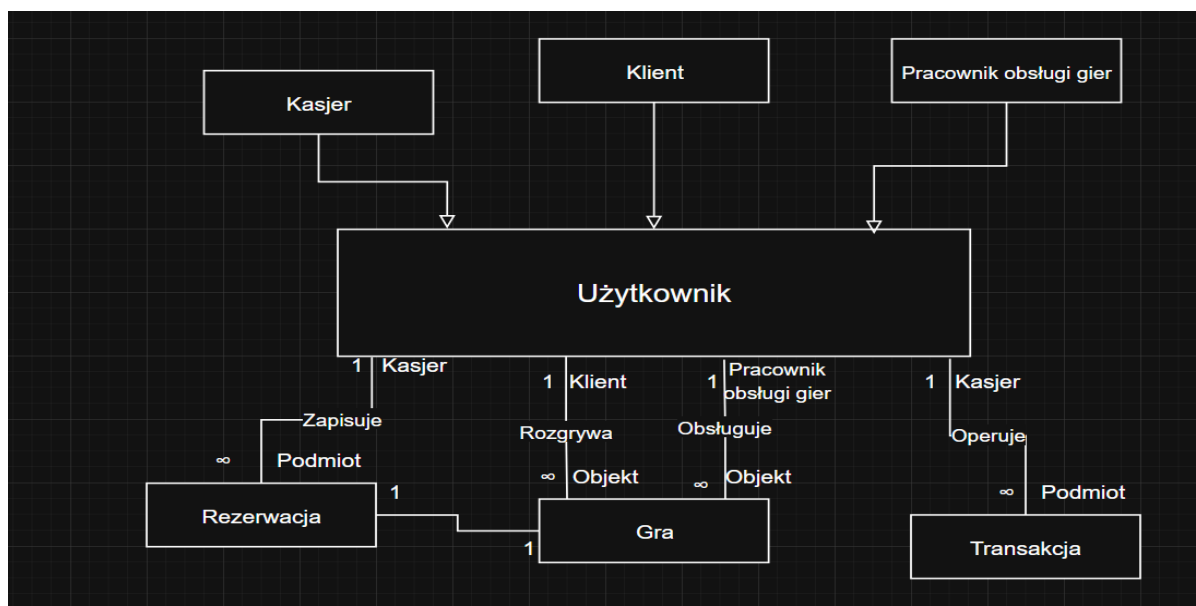 Kasjer
Klient
Pracownik obsługi gier
Użytkownik
1 Kasjer
1 Klient
1 Pracownik
obsługi gier
1 Kasjer
Zapisuje
Rozgrywa
Obsługuje
Operuje
∞ Podmiot
∞ Objekt
∞ Objekt
∞ Podmiot
Rezerwacja
1
1
Gra
Transakcja